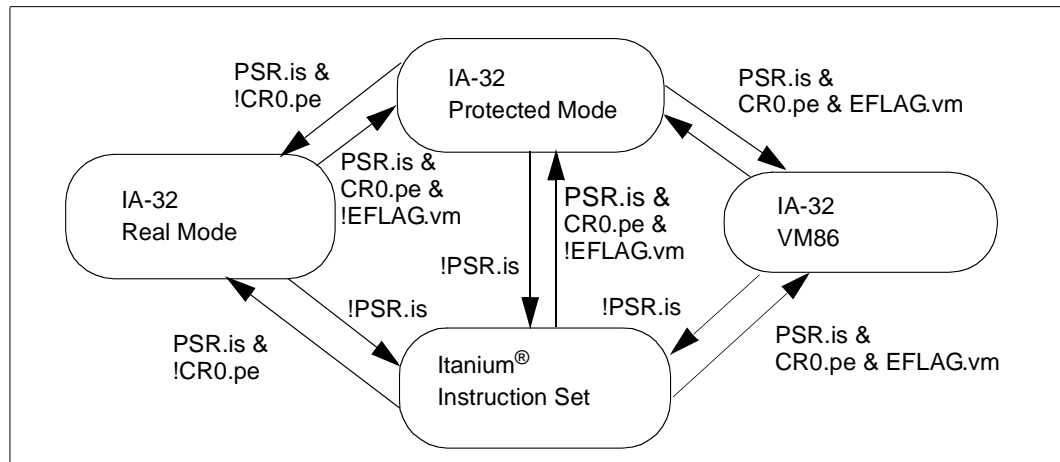 IA-32
Protected Mode
PSR.is &
!CR0.pe
PSR.is &
CR0.pe & EFLAG.vm
PSR.is &
CR0.pe &
!EFLAG.vm
IA-32
Real Mode
PSR.is &
CR0.pe &
!EFLAG.vm
IA-32
VM86
!PSR.is
!PSR.is
!PSR.is
PSR.is &
!CR0.pe
Itanium®
Instruction Set
PSR.is &
CR0.pe & EFLAG.vm